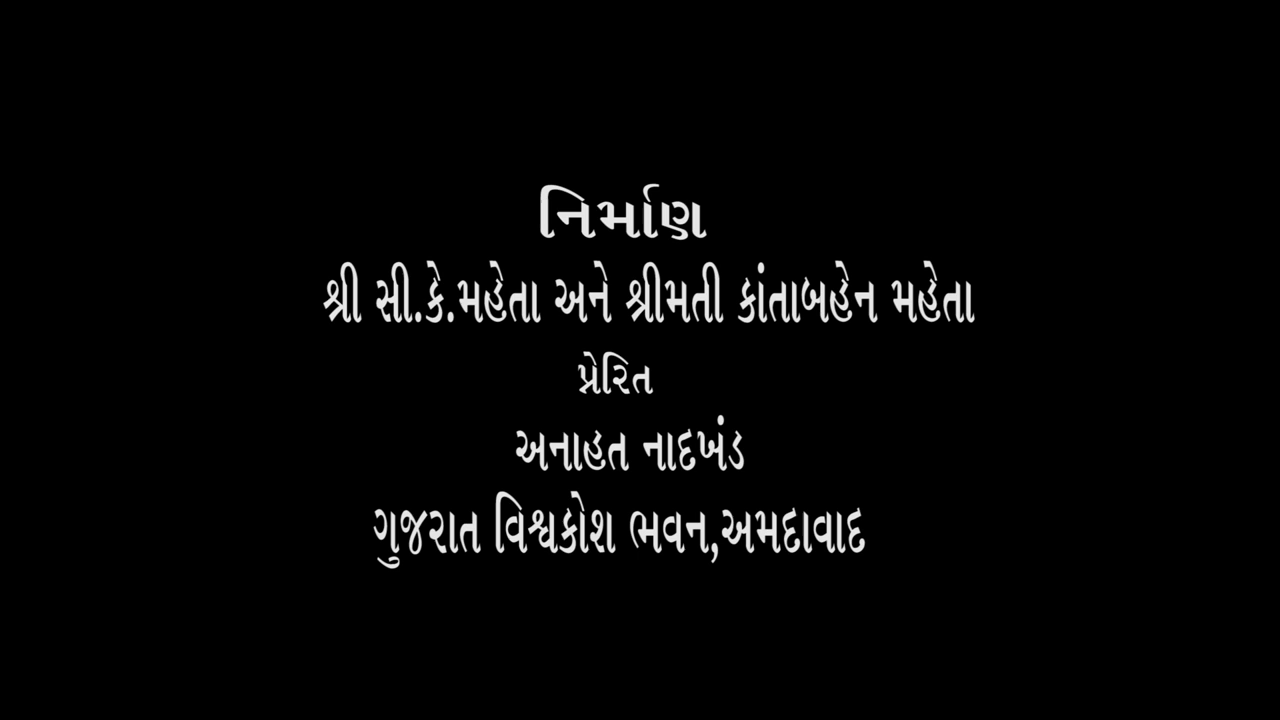 નિર્માણ
શ્રી સી.કે.મહેતા અને શ્રીમતી કાંતાબહેન મહેતા
પ્રેરિત
અનાહત નાદખંડ
ગુજરાત વિશ્વકોશ ભવન,અમદાવાદ